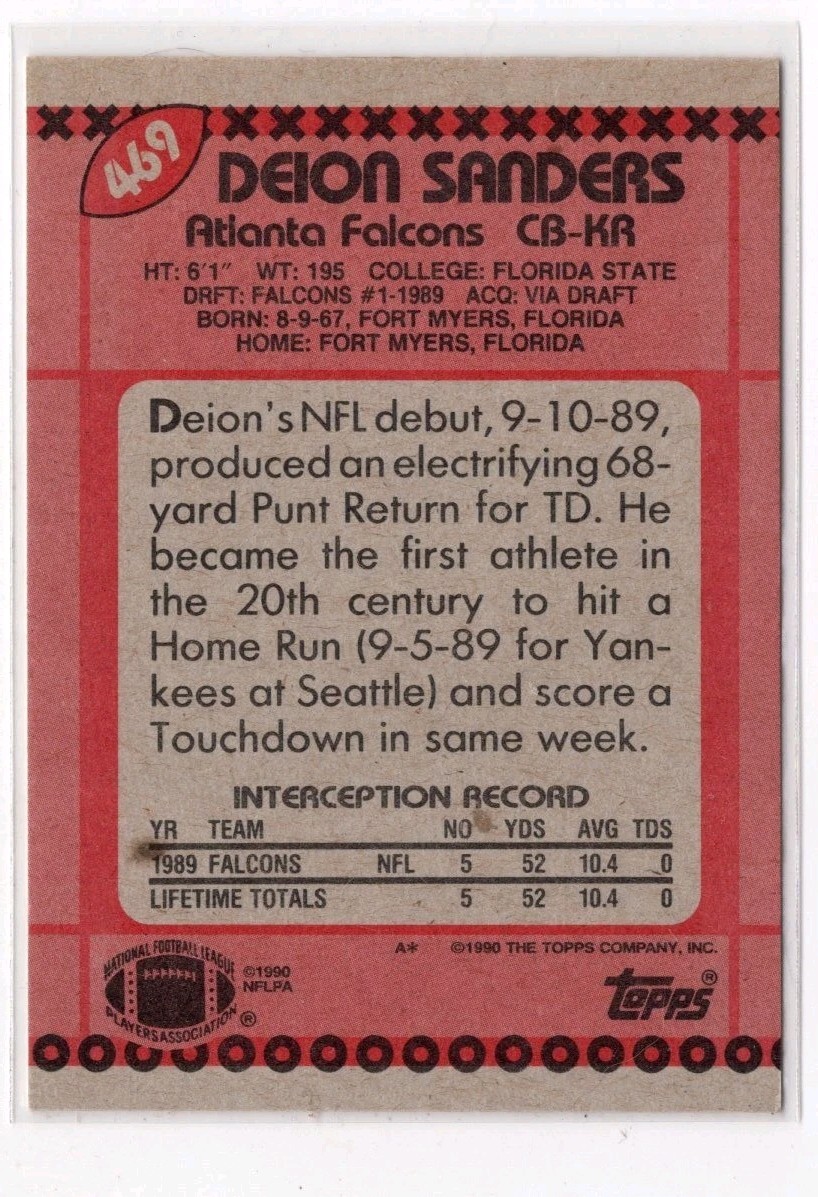 469
DEION SANDERS
Atlanta Falcons CB-KR
HT: 6'1" WT: 195 COLLEGE: FLORIDA STATE
DRFT: FALCONS #1-1989 ACQ: VIA DRAFT
BORN: 8-9-67, FORT MYERS, FLORIDA
HOME: FORT MYERS, FLORIDA
Deion's NFL debut, 9-10-89,
produced an electrifying 68-
yard Punt Return for TD. He
became the first athlete in
the 20th century to hit a
Home Run (9-5-89 for Yan-
kees at Seattle) and score a
Touchdown in same week.
INTERCEPTION RECORD
YR TEAM NO YDS AVG TDS
1989 FALCONS NFL 5 52 10.4 0
LIFETIME TOTALS 5 52 10.4 0
A* ©1990 THE TOPPS COMPANY, INC.
NATIONAL FOOTBALL LEAGUE
PLAYERS ASSOCIATION ®
©1990
NFLPA
topps®